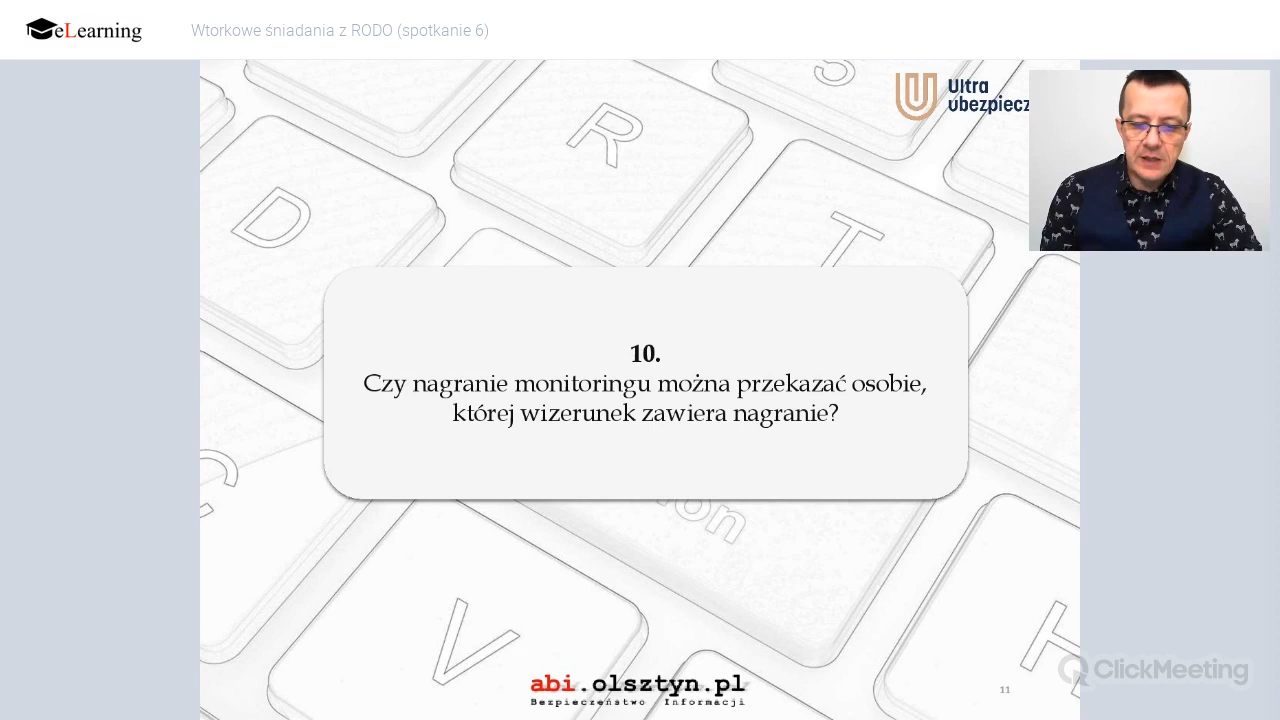 eLearning
Wtorkowe śniadania z RODO (spotkanie 6)
Ultra
ubezpiecz
R
S
D
T
10.
Czy nagranie monitoringu można przekazać osobie,
której wizerunek zawiera nagranie?
V
H
abi.olsztyn.pl
Bezpieczeństwo Informacji
11
ClickMeeting